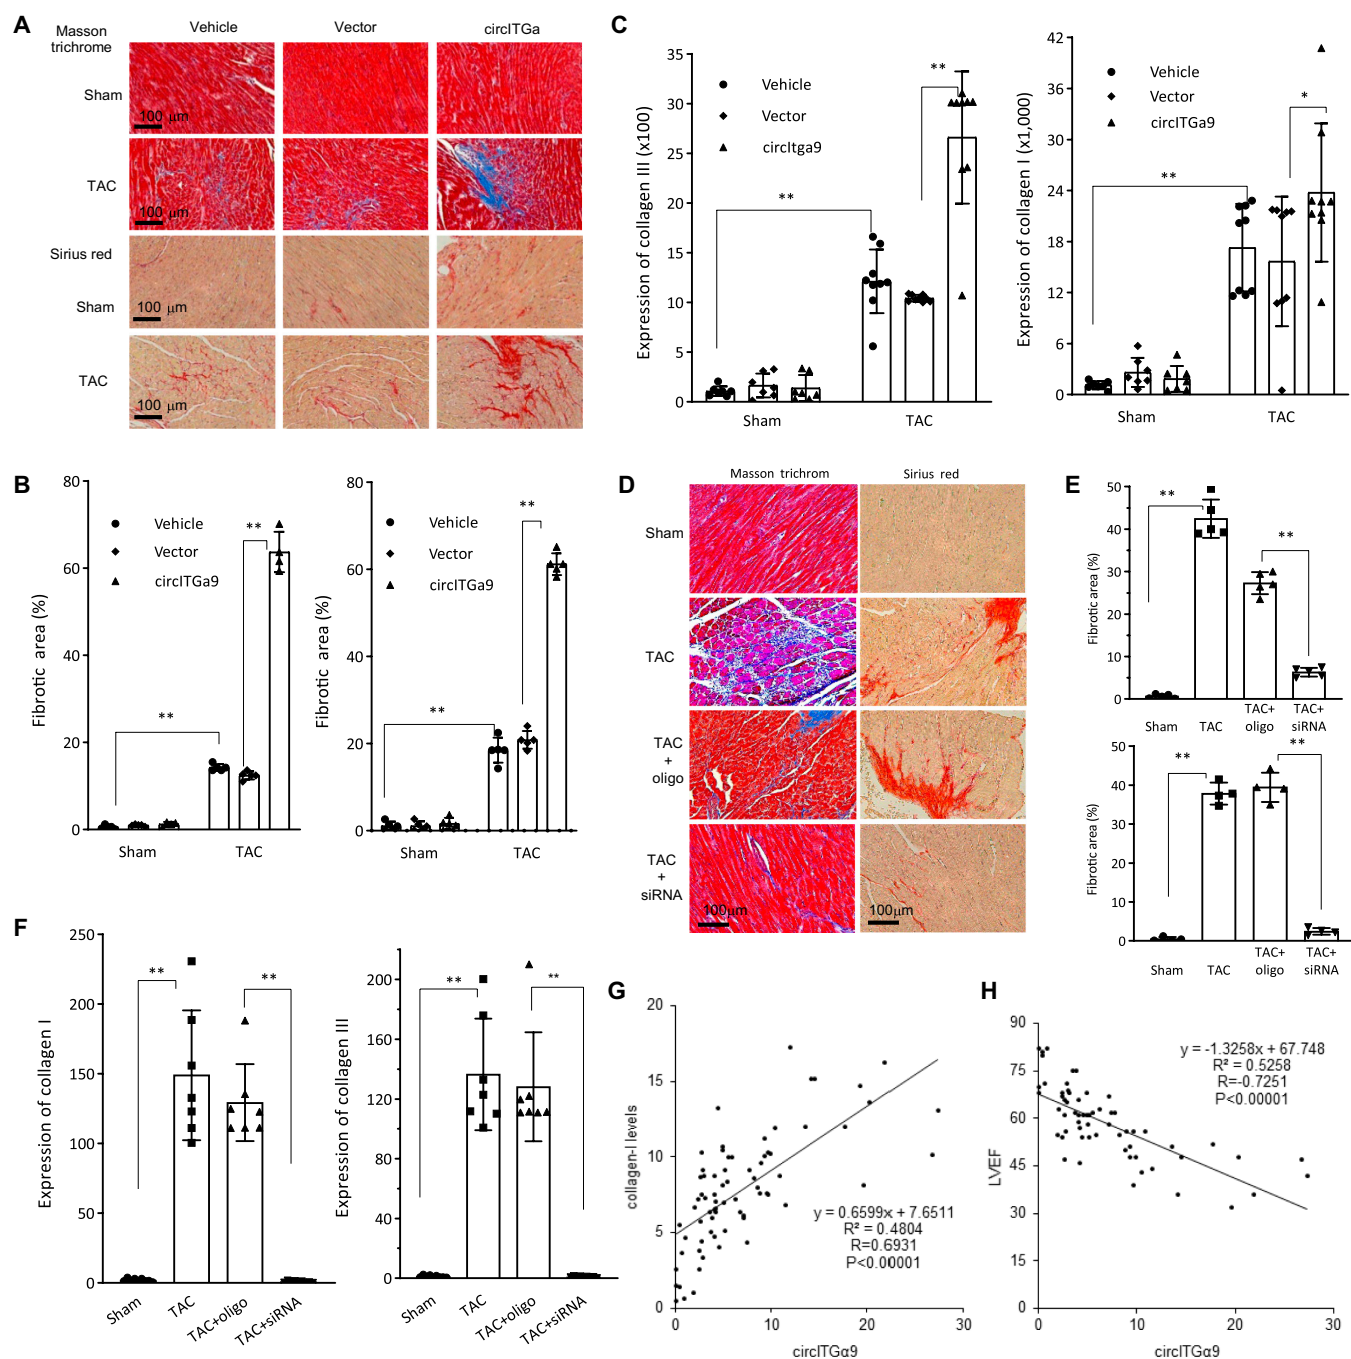 A
Masson
trichrome
Vehicle
Vector
circITGa
Sham
100 µm
TAC
100 µm
Sirius red
Sham
100 µm
TAC
100 µm
B
80
60
40
20
0
Fibrotic area (%)
Vehicle
Vector
circITGa9
**
**
Sham
TAC
80
60
40
20
0
Fibrotic area (%)
Vehicle
Vector
circITGa9
**
**
Sham
TAC
C
35
30
25
20
15
10
5
0
Expression of collagen III (x100)
Vehicle
Vector
circItga9
**
**
Sham
TAC
42
36
30
24
18
12
6
0
Expression of collagen I (x1,000)
Vehicle
Vector
circITGa9
**
*
Sham
TAC
D
Masson trichrom
Sirius red
Sham
TAC
TAC
+
oligo
TAC
+
siRNA
100µm
100µm
E
50
40
30
20
10
0
Fibrotic area (%)
**
**
Sham
TAC
TAC+
oligo
TAC+
siRNA
50
40
30
20
10
0
Fibrotic area (%)
**
**
Sham
TAC
TAC+
oligo
TAC+
siRNA
F
250
200
150
100
50
0
Expression of collagen I
**
**
Sham
TAC
TAC+oligo
TAC+siRNA
200
160
120
80
40
0
Expression of collagen III
**
**
Sham
TAC
TAC+oligo
TAC+siRNA
G
20
15
10
5
0
collagen-I levels
y = 0.6599x + 7.6511
R² = 0.4804
R=0.6931
P<0.00001
0
10
20
30
circITGα9
H
90
75
60
45
30
15
0
LVEF
y = -1.3258x + 67.748
R² = 0.5258
R=-0.7251
P<0.00001
0
10
20
30
circITGα9